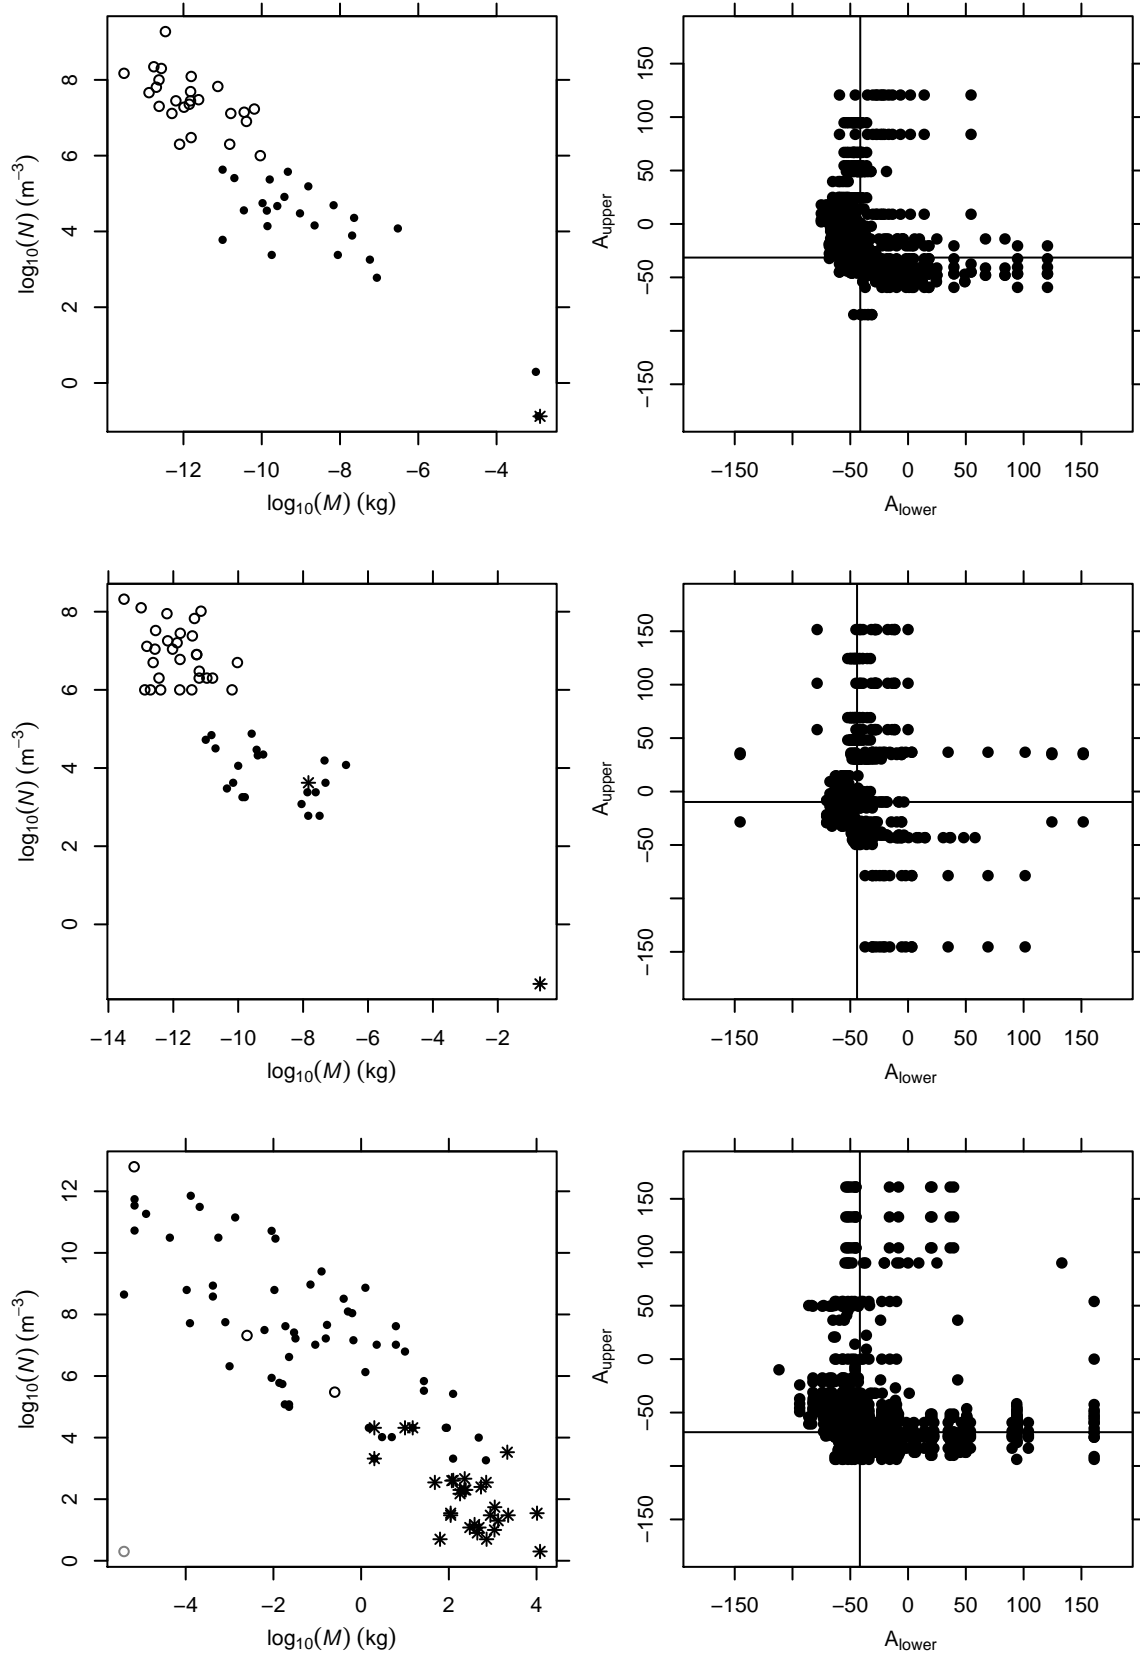 8
6
4
2
0
log₁₀(N) (m⁻³)
−12 −10 −8 −6 −4
log₁₀(M) (kg)
150
100
50
0
−50
−150
Aupper
−150 −50 0 50 100 150
Alower
8
6
4
2
0
log₁₀(N) (m⁻³)
−14 −12 −10 −8 −6 −4 −2
log₁₀(M) (kg)
150
100
50
0
−50
−150
Aupper
−150 −50 0 50 100 150
Alower
12
10
8
6
4
2
0
log₁₀(N) (m⁻³)
−4 −2 0 2 4
log₁₀(M) (kg)
150
100
50
0
−50
−150
Aupper
−150 −50 0 50 100 150
Alower